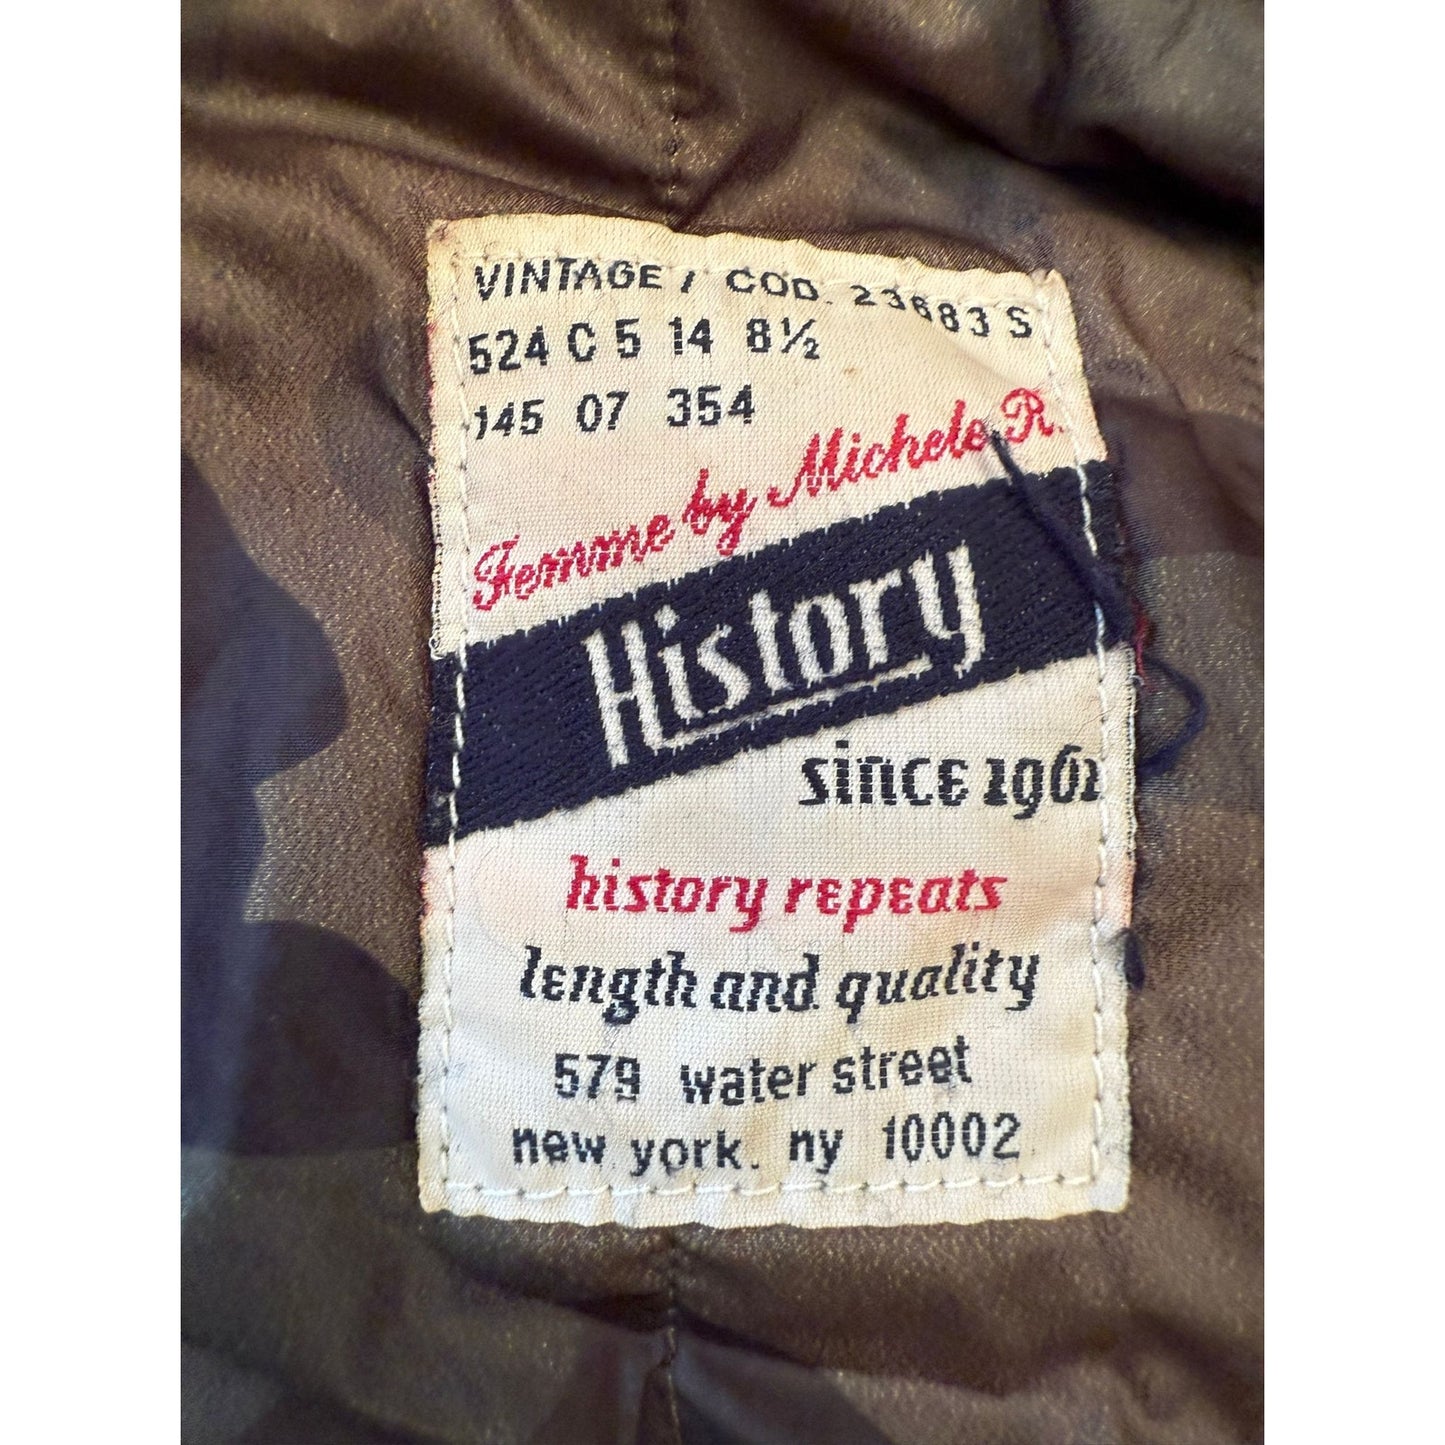 VINTAGE / COD. 23683 S
524 C 5 14 8½
145 07 354
Femme by Michele R.
History
since 1961
history repeats
length and quality
579 water street
new york. ny 10002